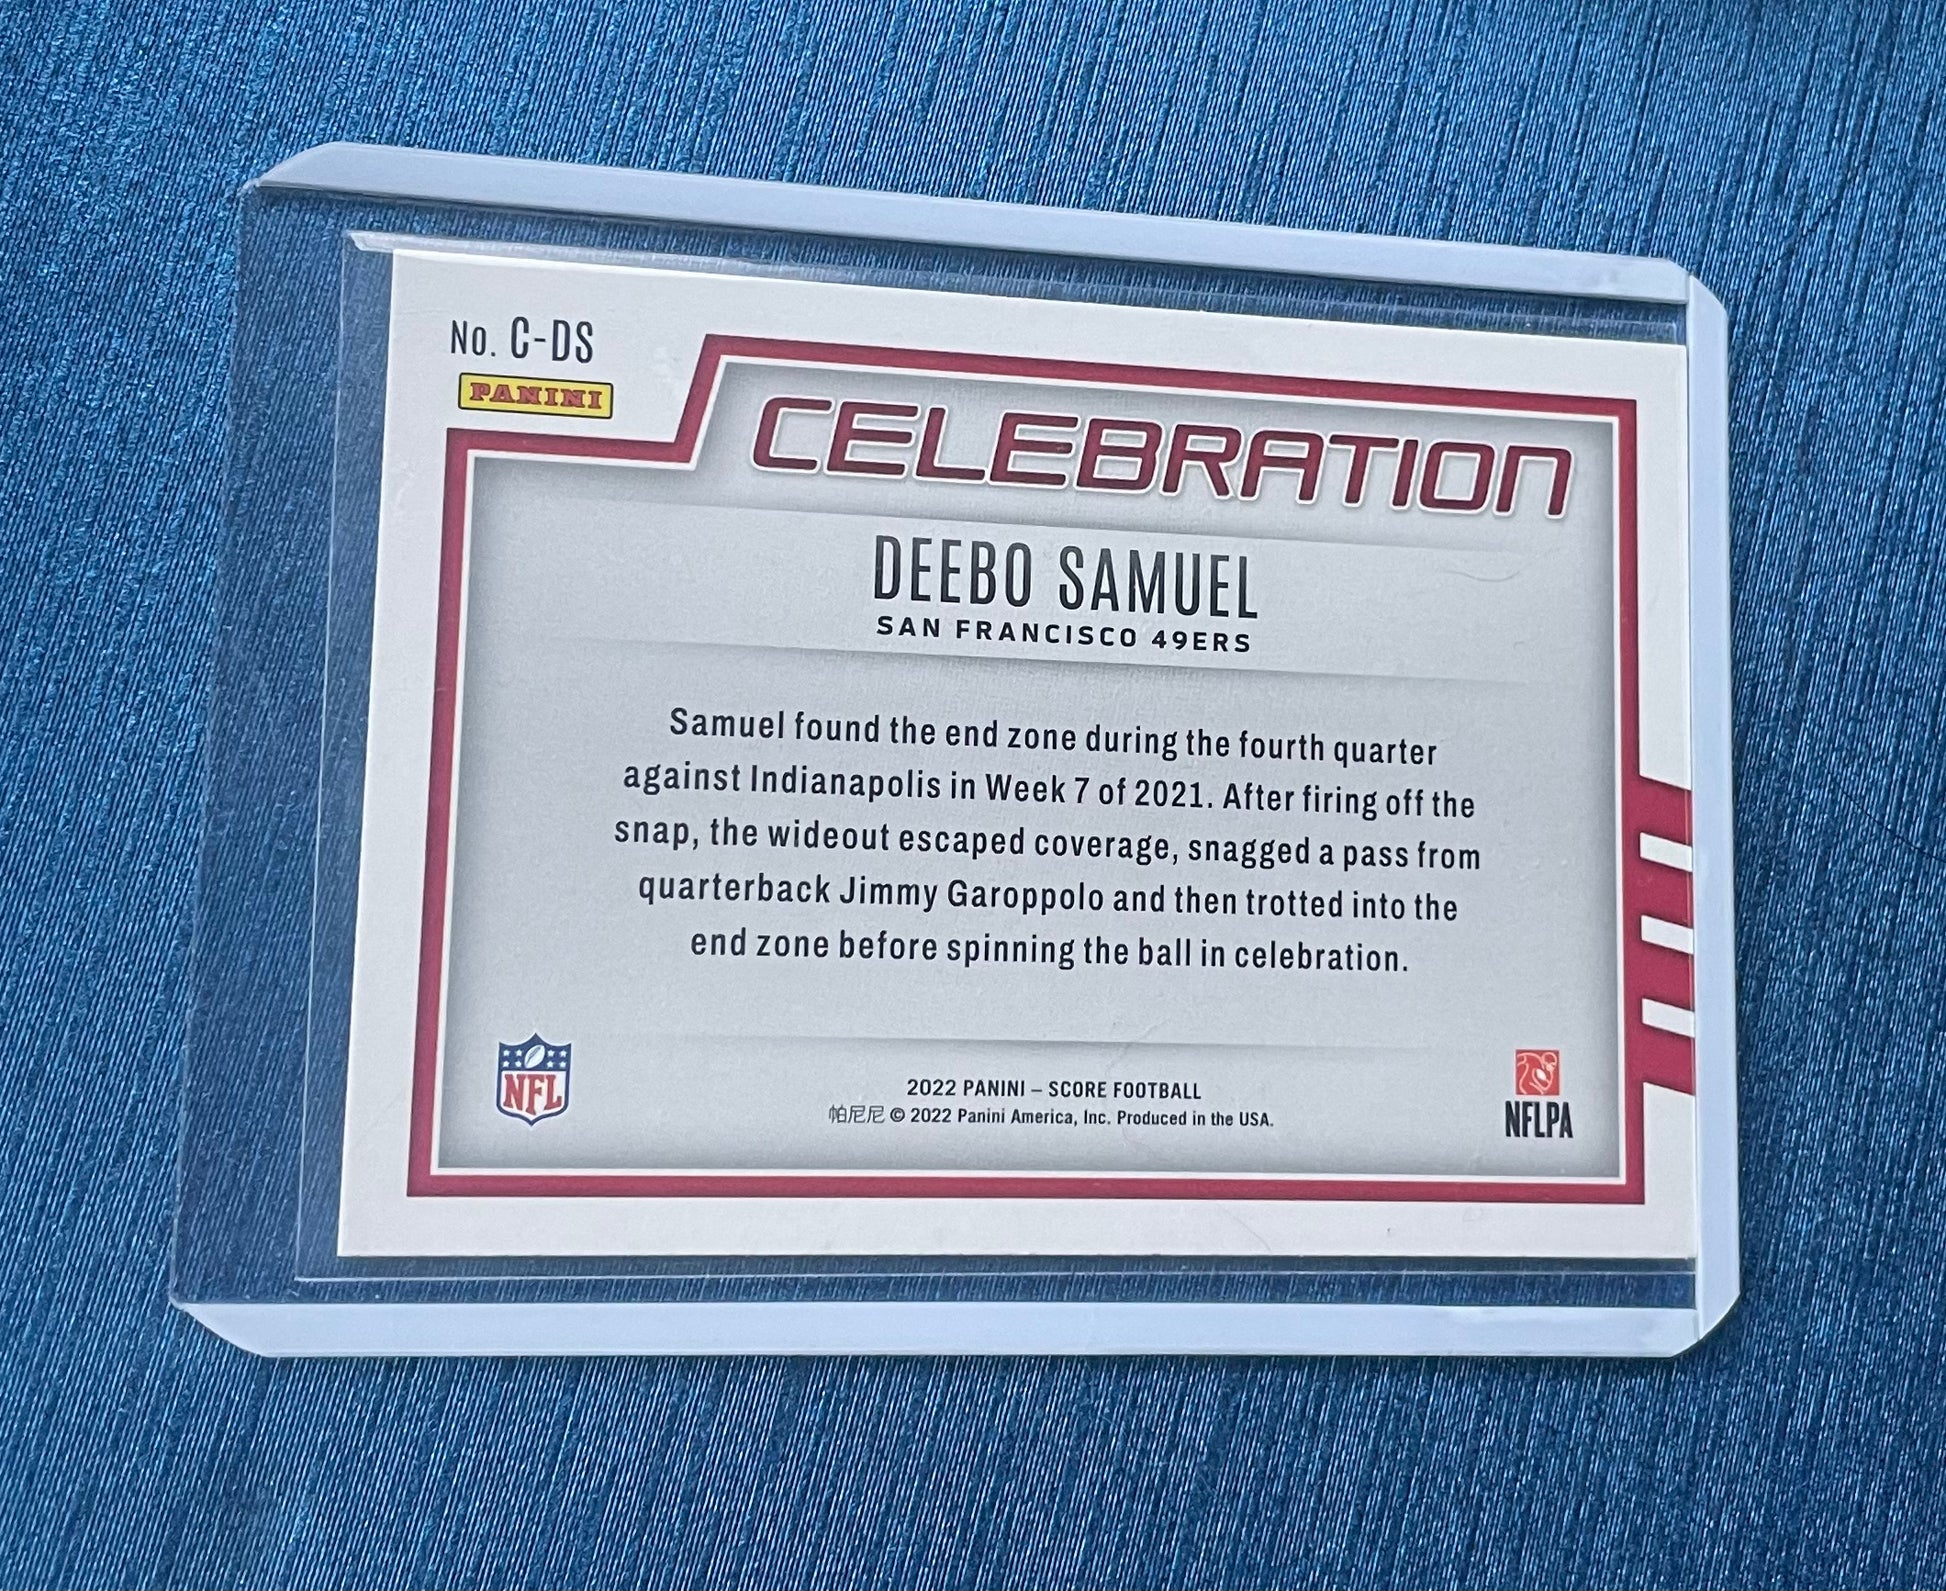 No. C-DS
PANINI
CELEBRATION
DEEBO SAMUEL
SAN FRANCISCO 49ERS
Samuel found the end zone during the fourth quarter
against Indianapolis in Week 7 of 2021. After firing off the
snap, the wideout escaped coverage, snagged a pass from
quarterback Jimmy Garoppolo and then trotted into the
end zone before spinning the ball in celebration.
NFL
2022 PANINI – SCORE FOOTBALL
帕尼尼 © 2022 Panini America, Inc. Produced in the USA.
NFLPA